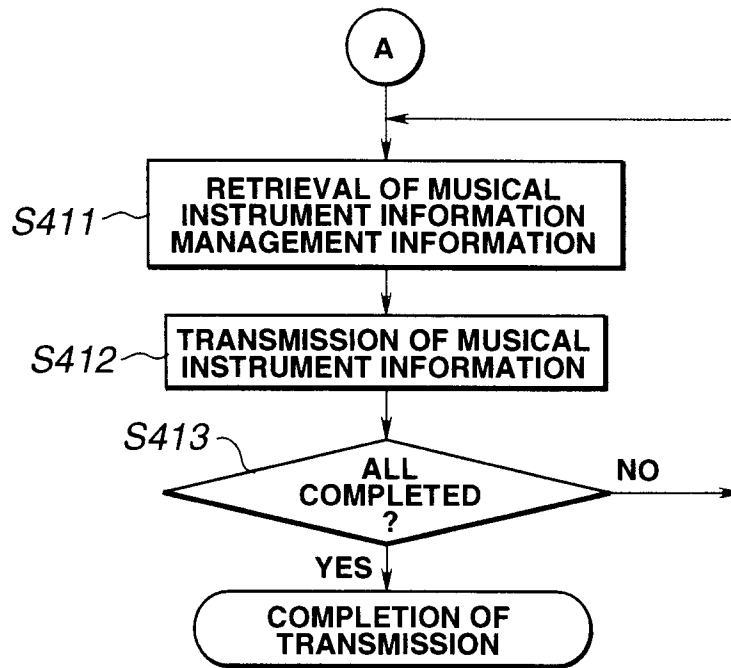 A
S411
RETRIEVAL OF MUSICAL
INSTRUMENT INFORMATION
MANAGEMENT INFORMATION
S412
TRANSMISSION OF MUSICAL
INSTRUMENT INFORMATION
S413
ALL
COMPLETED
?
NO
YES
COMPLETION OF
TRANSMISSION